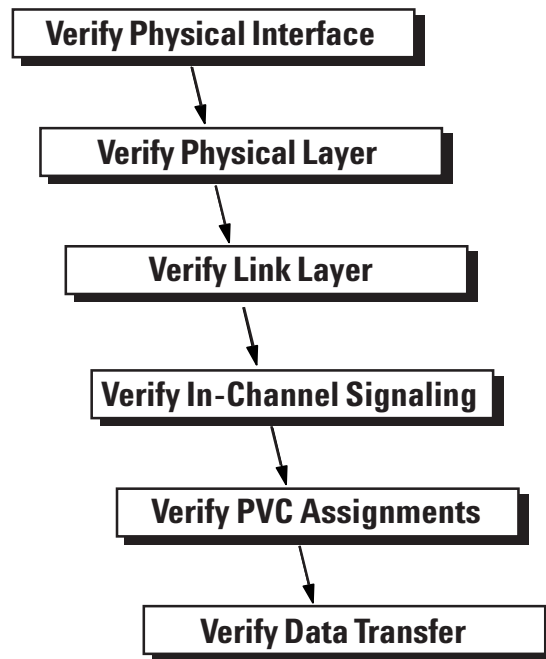 Verify Physical Interface
Verify Physical Layer
Verify Link Layer
Verify In-Channel Signaling
Verify PVC Assignments
Verify Data Transfer